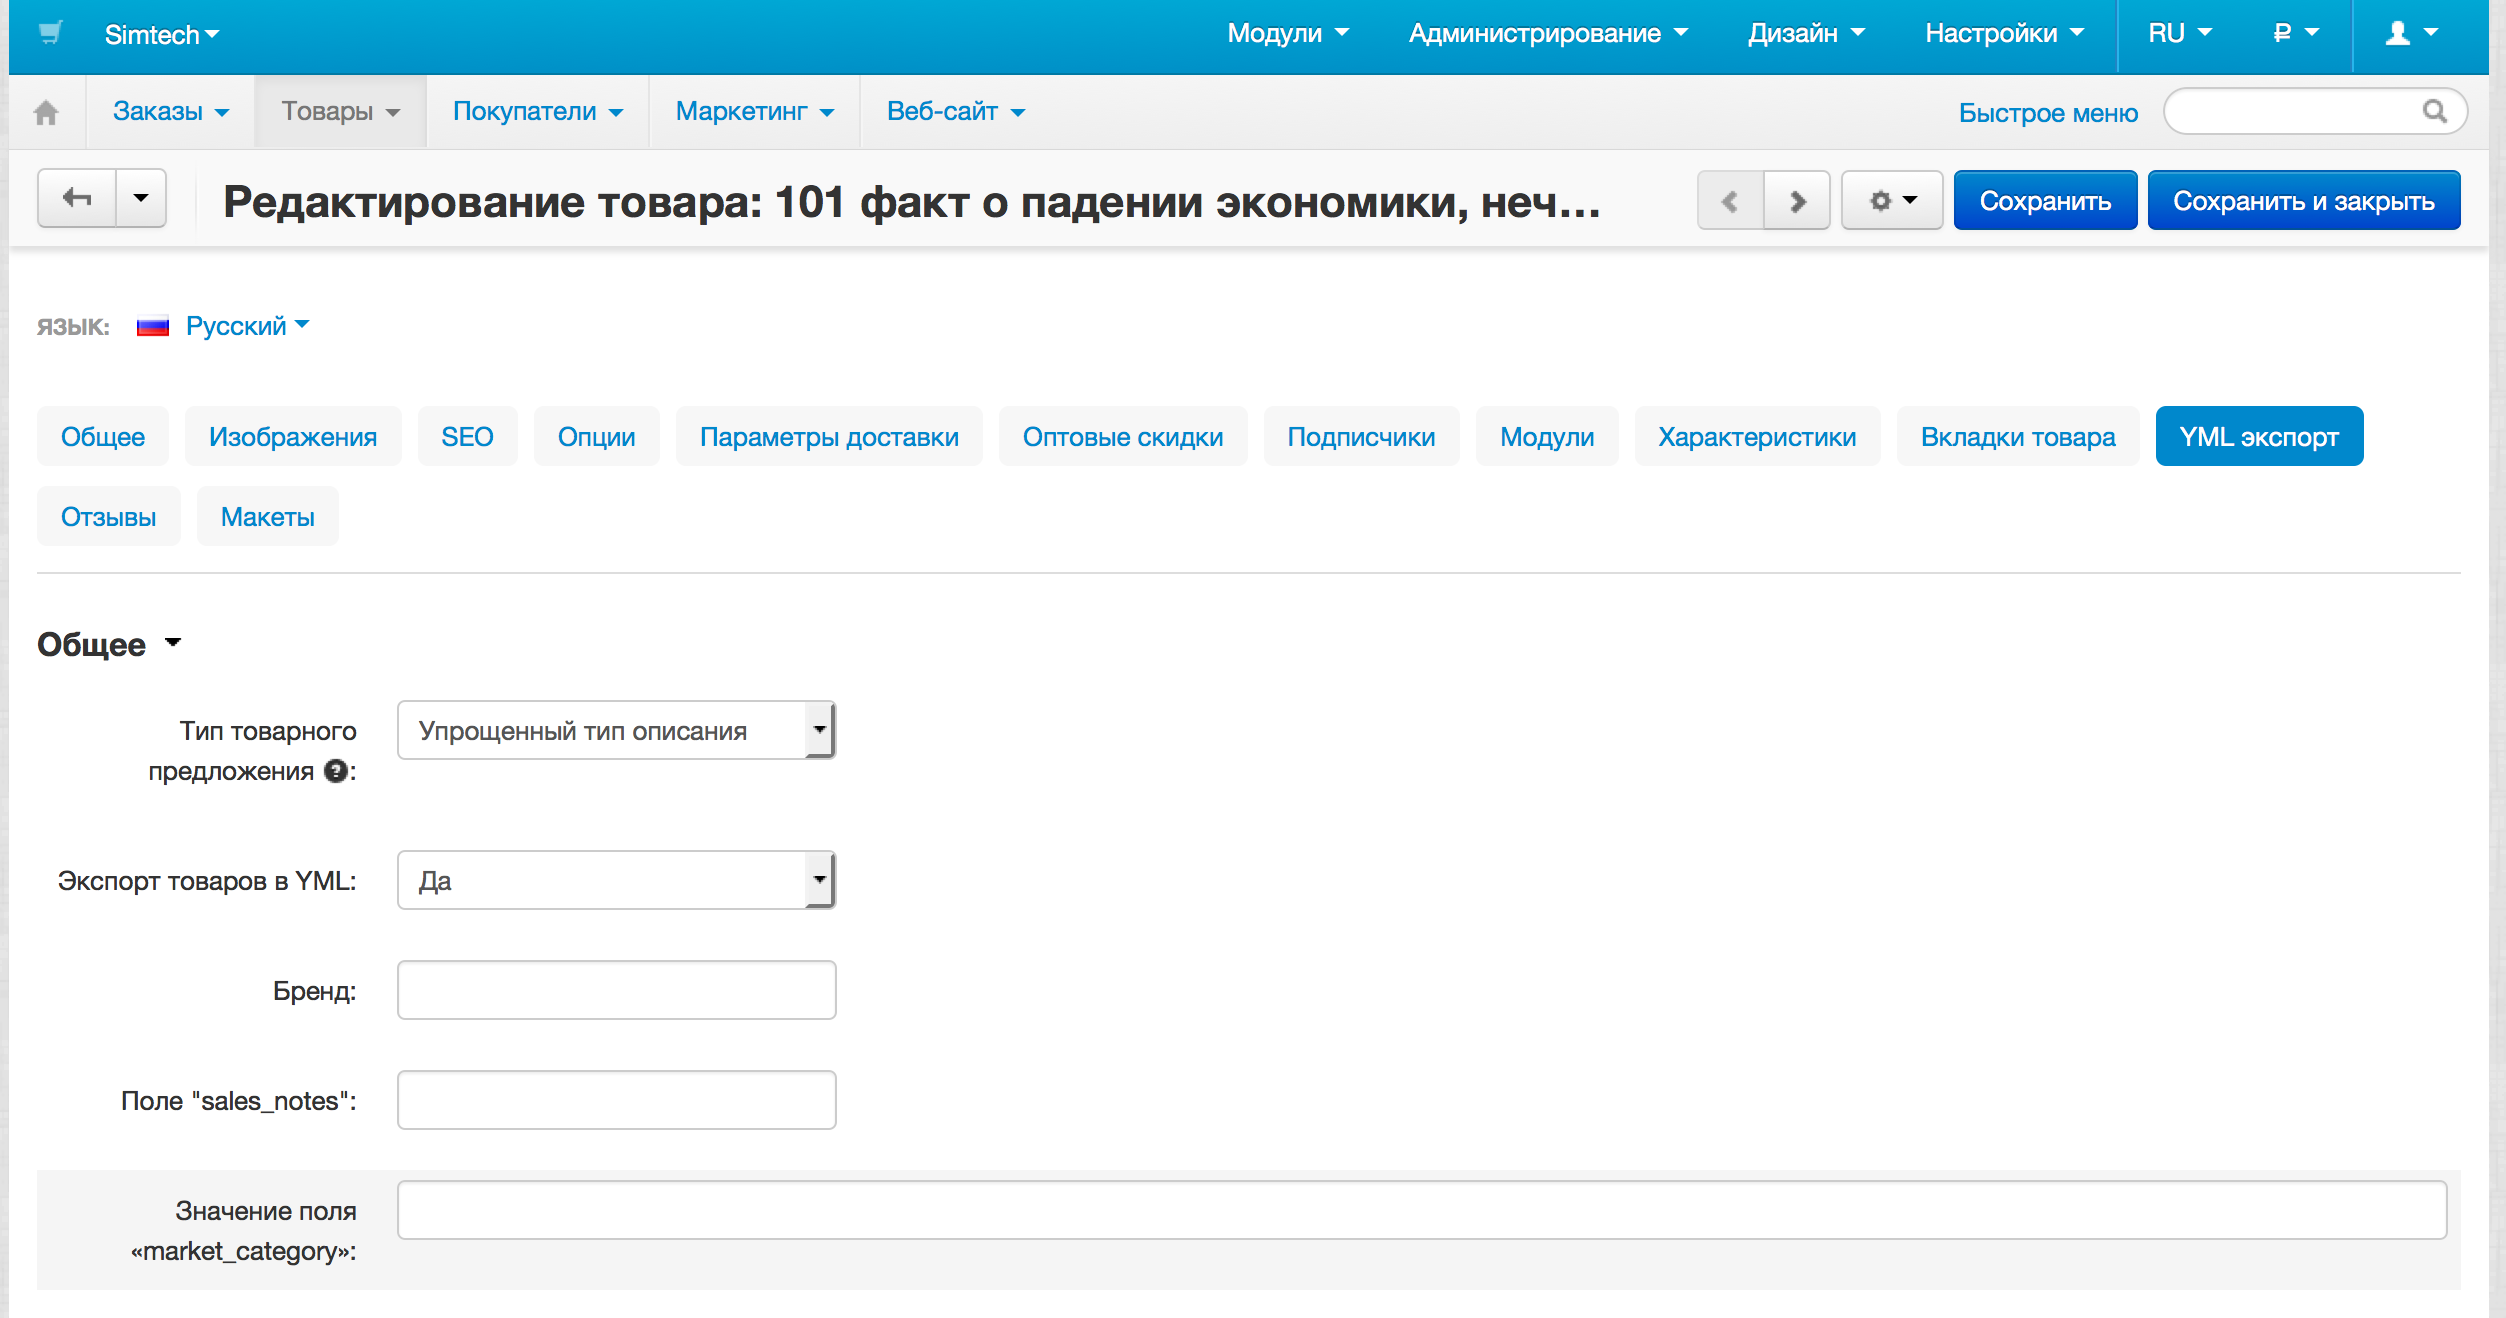 Simtech Модули Администрирование Дизайн Настройки RU ₽
Заказы Товары Покупатели Маркетинг Веб-сайт Быстрое меню
Редактирование товара: 101 факт о падении экономики, неч... Сохранить Сохранить и закрыть
язык: Русский
Общее Изображения SEO Опции Параметры доставки Оптовые скидки Подписчики Модули Характеристики Вкладки товара YML экспорт
Отзывы Макеты
Общее
Тип товарного
предложения ?:
Упрощенный тип описания
Экспорт товаров в YML: Да
Бренд:
Поле "sales_notes":
Значение поля
«market_category»: